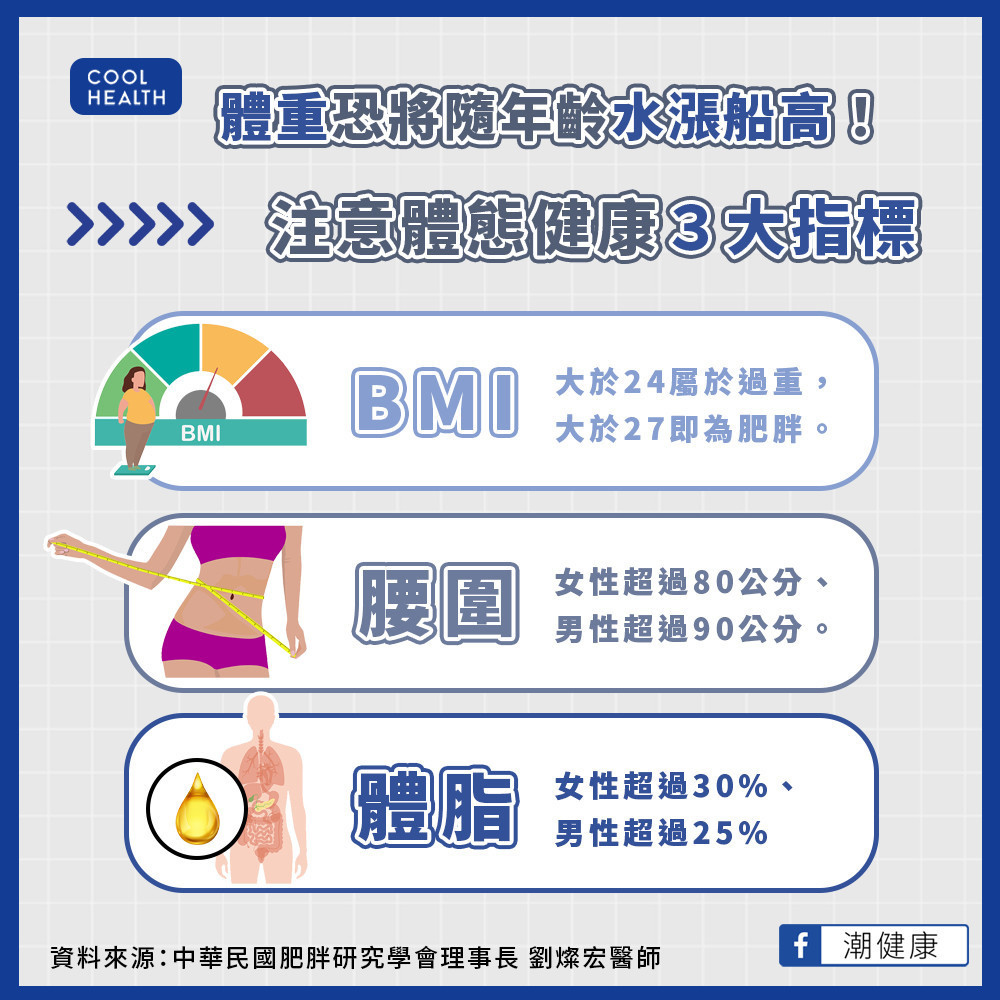 COOL
HEALTH
體重恐將隨年齡水漲船高！
注意體態健康3大指標
BMI
BMI
大於24屬於過重，
大於27即為肥胖。
腰圍
女性超過80公分、
男性超過90公分。
體脂
女性超過30%、
男性超過25%
資料來源：中華民國肥胖研究學會理事長 劉燦宏醫師
f 潮健康